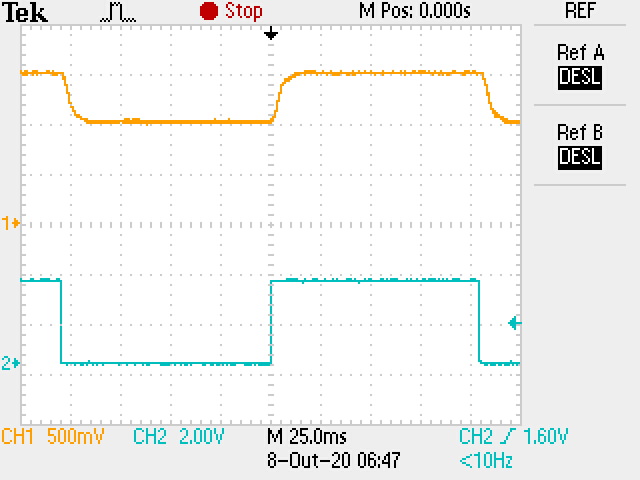 Tek Stop M Pos: 0.000s REF
Ref A
DESL
Ref B
DESL
1
2
CH1 500mV CH2 2.00V M 25.0ms CH2 1.60V
8-Out-20 06:47 <10Hz